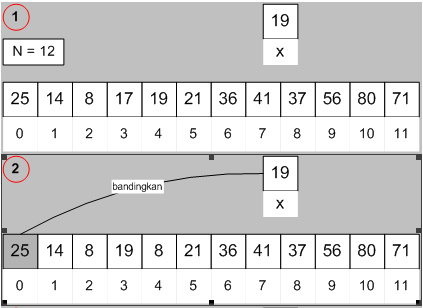 1
19
N = 12
x
25 14 8 17 19 21 36 41 37 56 80 71
0 1 2 3 4 5 6 7 8 9 10 11
2
19
bandingkan
x
25 14 8 19 8 21 36 41 37 56 80 71
0 1 2 3 4 5 6 7 8 9 10 11